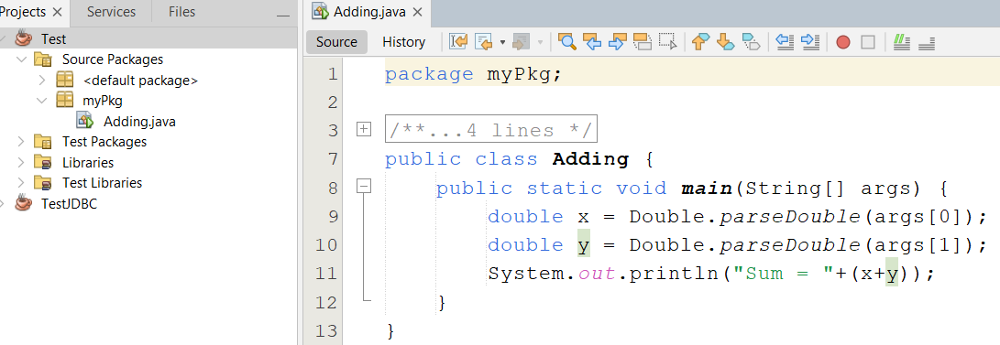 Projects × Services Files
Test
Source Packages
<default package>
myPkg
Adding.java
Test Packages
Libraries
Test Libraries
TestJDBC
Adding.java ×
Source History
1 package myPkg;
2
3 /**...4 lines */
7 public class Adding {
8 public static void main(String[] args) {
9 double x = Double.parseDouble(args[0]);
10 double y = Double.parseDouble(args[1]);
11 System.out.println("Sum = "+(x+y));
12 }
13 }